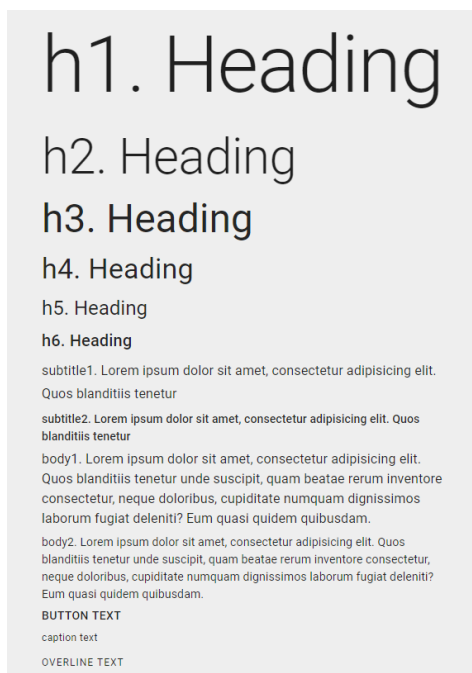 h1. Heading
h2. Heading
h3. Heading
h4. Heading
h5. Heading
h6. Heading
subtitle1. Lorem ipsum dolor sit amet, consectetur adipisicing elit.
Quos blanditiis tenetur
subtitle2. Lorem ipsum dolor sit amet, consectetur adipisicing elit. Quos
blanditiis tenetur
body1. Lorem ipsum dolor sit amet, consectetur adipisicing elit.
Quos blanditiis tenetur unde suscipit, quam beatae rerum inventore
consectetur, neque doloribus, cupiditate numquam dignissimos
laborum fugiat deleniti? Eum quasi quidem quibusdam.
body2. Lorem ipsum dolor sit amet, consectetur adipisicing elit. Quos
blanditiis tenetur unde suscipit, quam beatae rerum inventore consectetur,
neque doloribus, cupiditate numquam dignissimos laborum fugiat deleniti?
Eum quasi quidem quibusdam.
BUTTON TEXT
caption text
OVERLINE TEXT